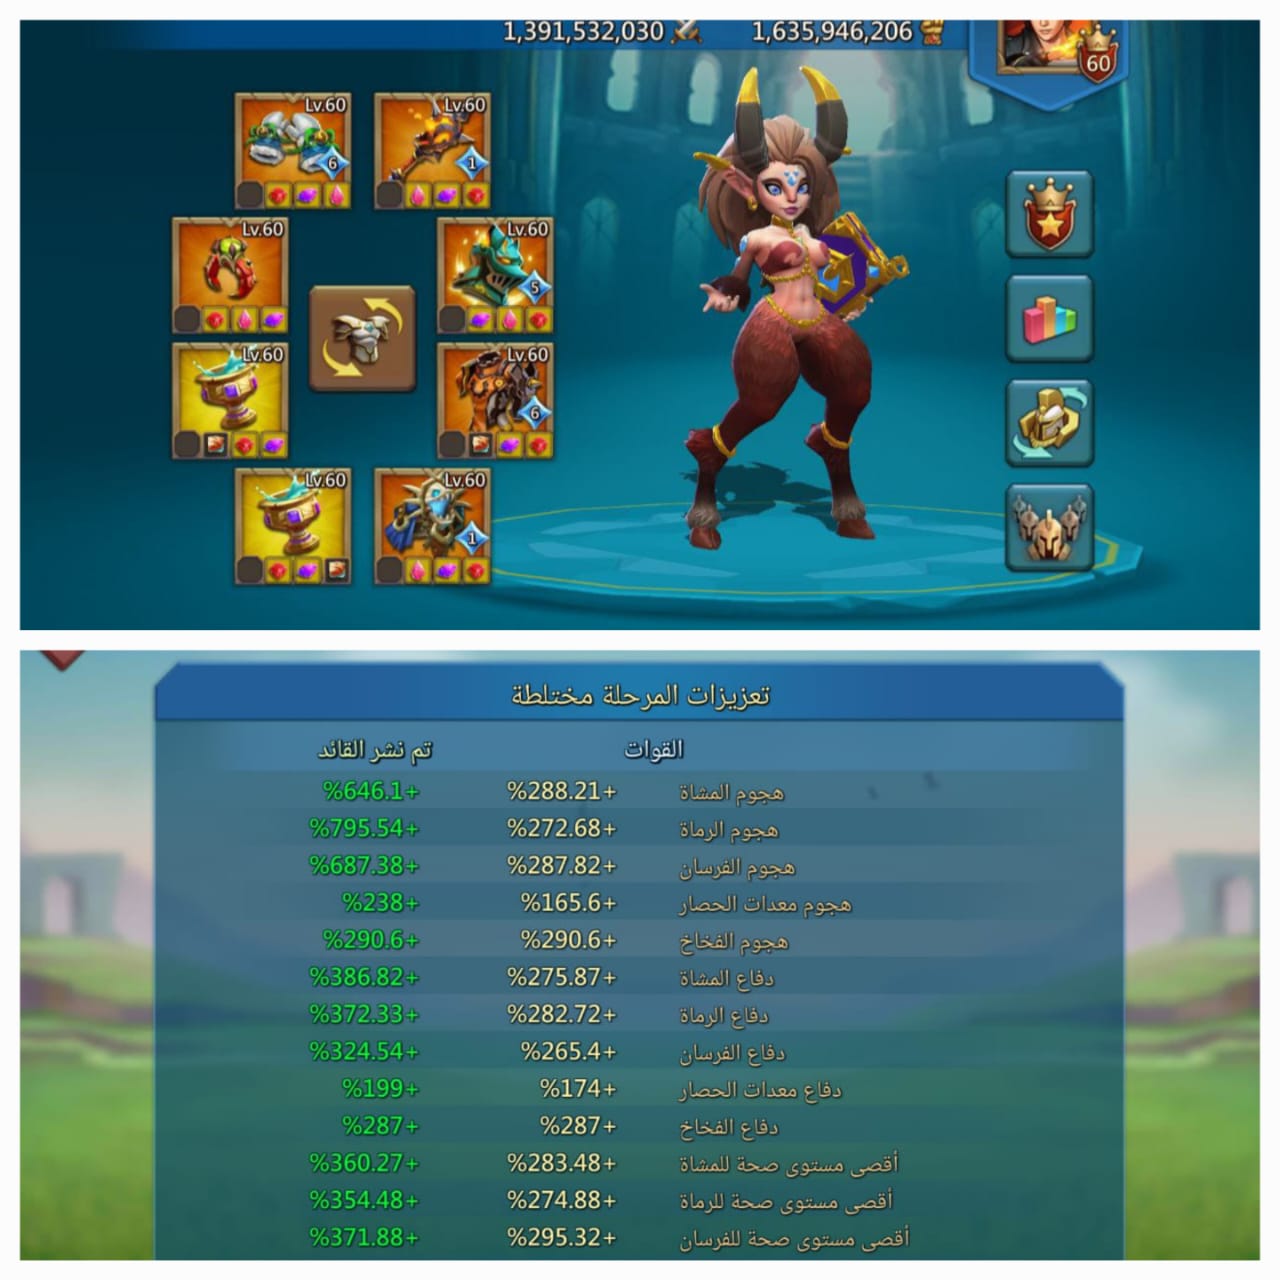 1,391,532,030 1,635,946,206
60
Lv.60 Lv.60
6 1
Lv.60 Lv.60
5
Lv.60 Lv.60
6
Lv.60 Lv.60
1
تعزيزات المرحلة مختلطة
القوات تم نشر القائد
هجوم المشاة %288.21+ %646.1+
هجوم الرماة %272.68+ %795.54+
هجوم الفرسان %287.82+ %687.38+
هجوم معدات الحصار %165.6+ %238+
هجوم الفخاخ %290.6+ %290.6+
دفاع المشاة %275.87+ %386.82+
دفاع الرماة %282.72+ %372.33+
دفاع الفرسان %265.4+ %324.54+
دفاع معدات الحصار %174+ %199+
دفاع الفخاخ %287+ %287+
أقصى مستوى صحة للمشاة %283.48+ %360.27+
أقصى مستوى صحة للرماة %274.88+ %354.48+
أقصى مستوى صحة للفرسان %295.32+ %371.88+